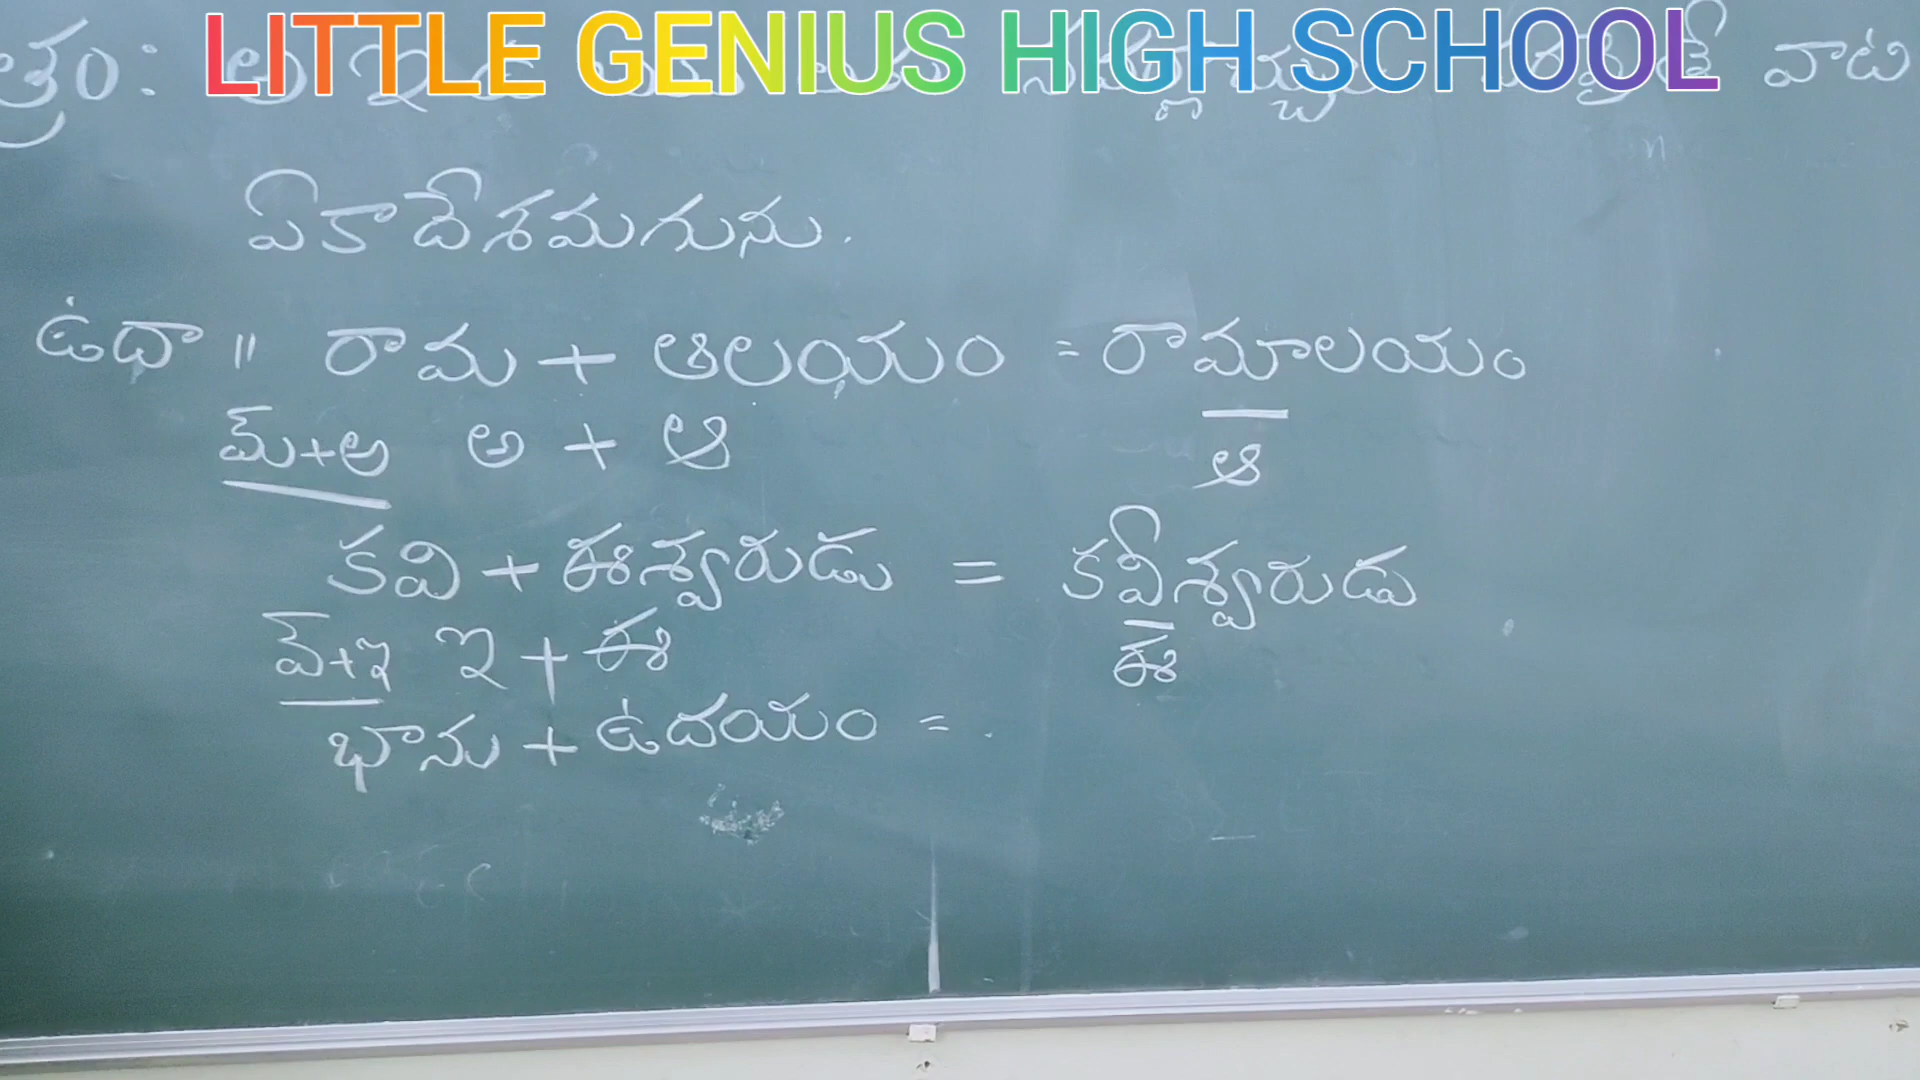 LITTLE GENIUS HIGH SCHOOL
త్రం: అ ఇ వాటి
ఏకాదేశమగును.
ఉదా || రామ + ఆలయం = రామాలయం
మ్+అ అ + ఆ ఆ
కవి + ఈశ్వరుడు = కవీశ్వరుడు
వ్+ఇ ఇ + ఈ ఈ
భాను + ఉదయం =